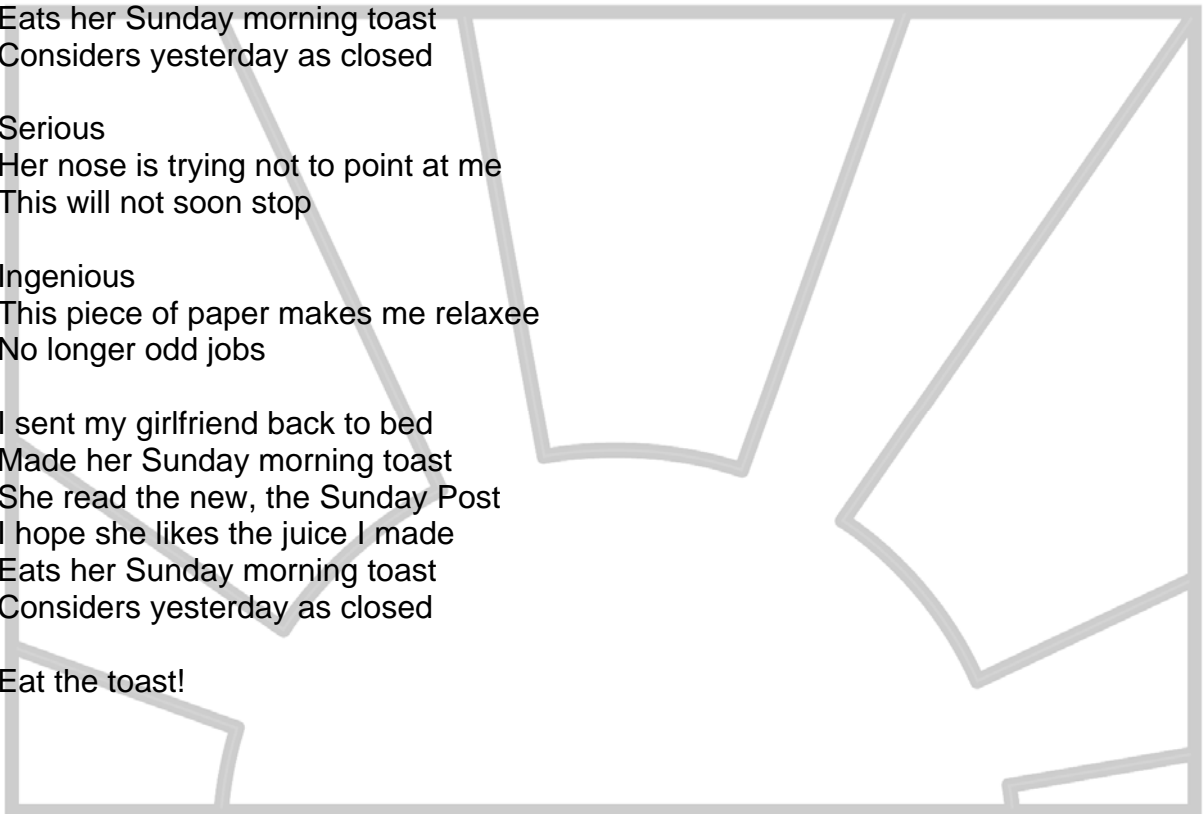 Eats her Sunday morning toast
Considers yesterday as closed
Serious
Her nose is trying not to point at me
This will not soon stop
Ingenious
This piece of paper makes me relaxee
No longer odd jobs
I sent my girlfriend back to bed
Made her Sunday morning toast
She read the new, the Sunday Post
I hope she likes the juice I made
Eats her Sunday morning toast
Considers yesterday as closed
Eat the toast!